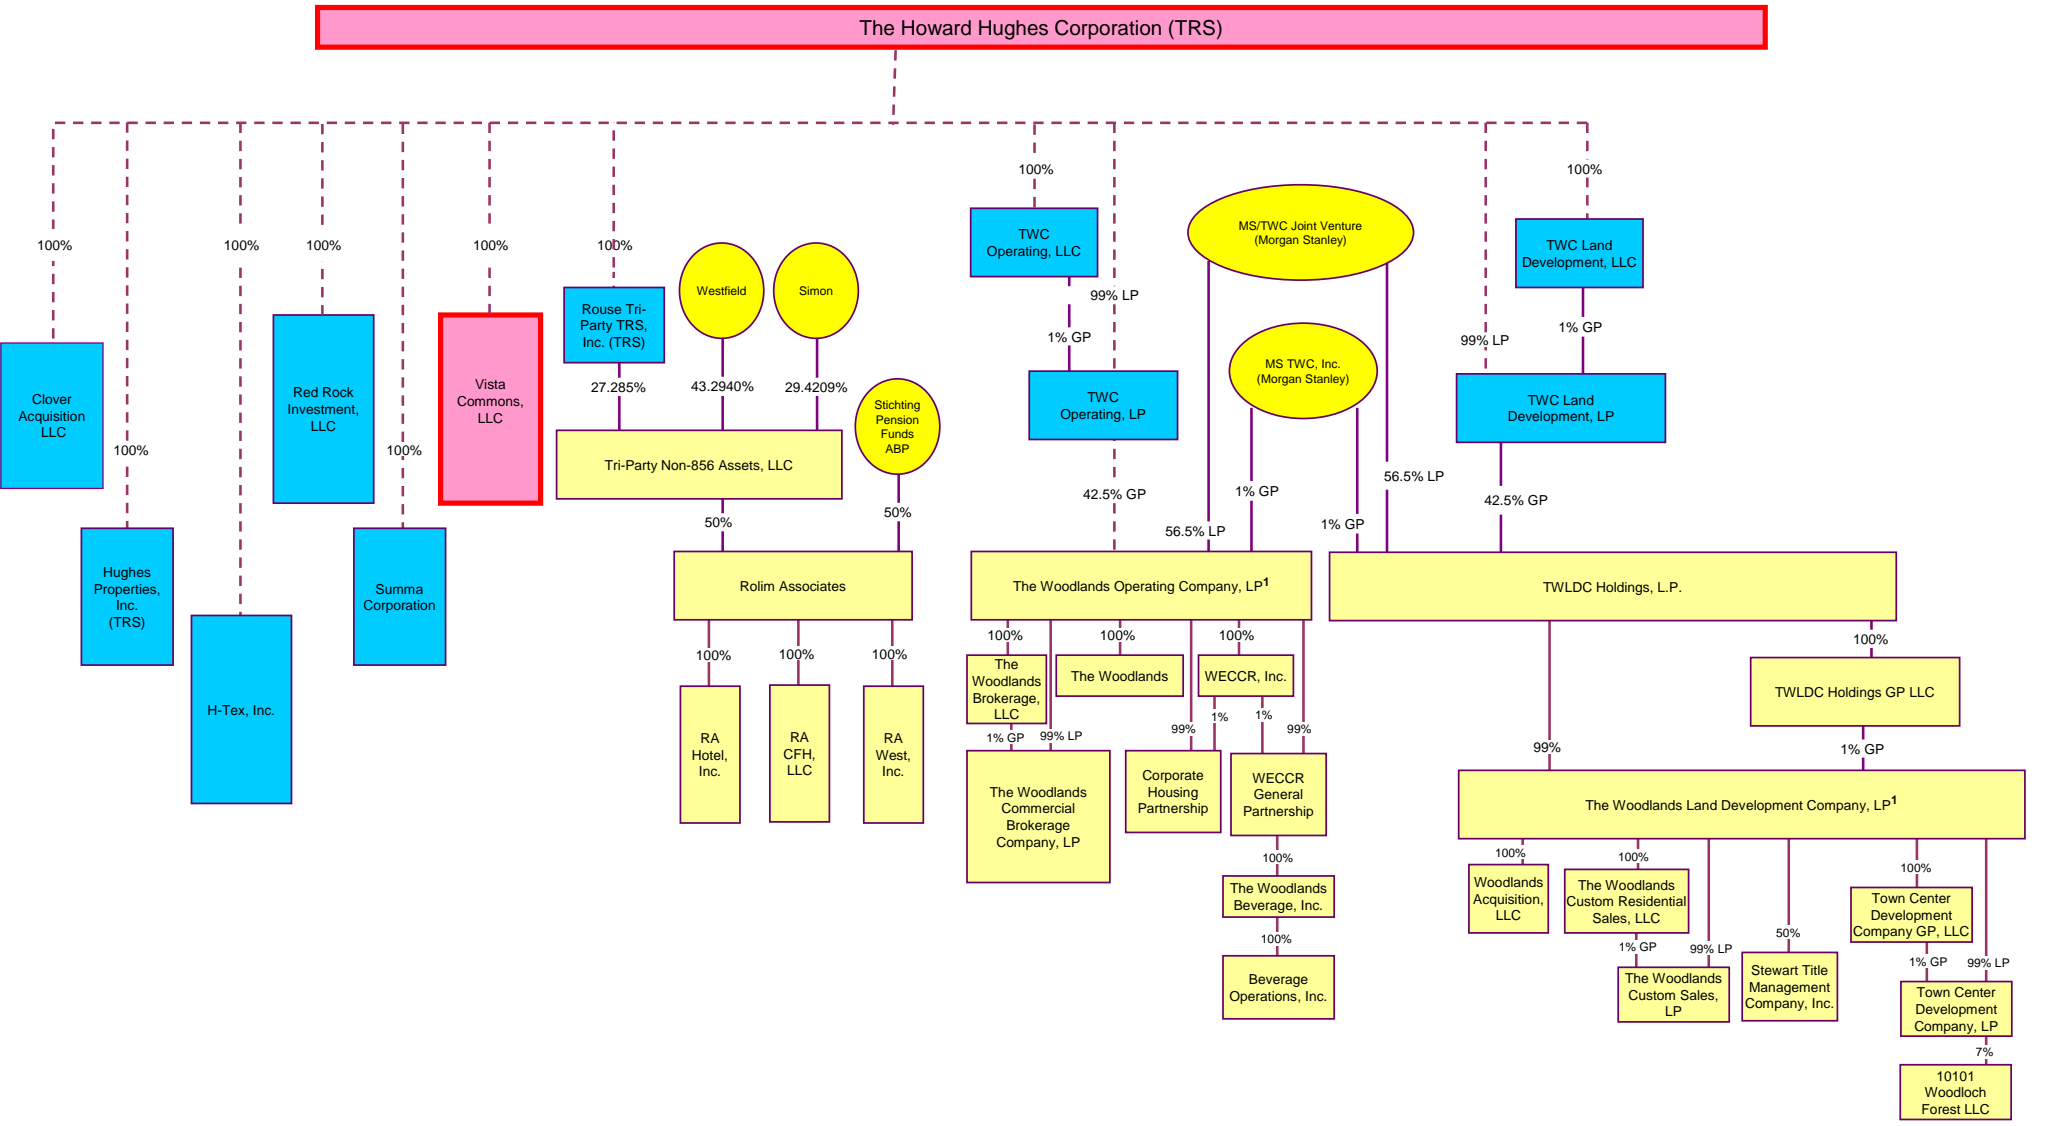 The Howard Hughes Corporation (TRS)
100%
100%
100%
100%
100%
100%
100%
100%
100%
Clover
Acquisition
LLC
Hughes
Properties,
Inc.
(TRS)
H-Tex, Inc.
Red Rock
Investment,
LLC
Summa
Corporation
Vista
Commons,
LLC
Rouse Tri-
Party TRS,
Inc. (TRS)
Westfield
Simon
27.285%
43.2940%
29.4209%
Stichting
Pension
Funds
ABP
Tri-Party Non-856 Assets, LLC
50%
50%
Rolim Associates
100%
100%
100%
RA
Hotel,
Inc.
RA
CFH,
LLC
RA
West,
Inc.
TWC
Operating, LLC
99% LP
1% GP
TWC
Operating, LP
MS/TWC Joint Venture
(Morgan Stanley)
MS TWC, Inc.
(Morgan Stanley)
TWC Land
Development, LLC
1% GP
99% LP
TWC Land
Development, LP
42.5% GP
56.5% LP
1% GP
1% GP
56.5% LP
42.5% GP
The Woodlands Operating Company, LP1
TWLDC Holdings, L.P.
100%
100%
100%
The
Woodlands
Brokerage,
LLC
The Woodlands
WECCR, Inc.
1% GP
99% LP
99%
1%
1%
99%
The Woodlands
Commercial
Brokerage
Company, LP
Corporate
Housing
Partnership
WECCR
General
Partnership
100%
The Woodlands
Beverage, Inc.
100%
Beverage
Operations, Inc.
100%
TWLDC Holdings GP LLC
99%
1% GP
The Woodlands Land Development Company, LP1
100%
100%
50%
100%
Woodlands
Acquisition,
LLC
The Woodlands
Custom Residential
Sales, LLC
1% GP
99% LP
The Woodlands
Custom Sales,
LP
Stewart Title
Management
Company, Inc.
Town Center
Development
Company GP, LLC
1% GP
99% LP
Town Center
Development
Company, LP
7%
10101
Woodloch
Forest LLC